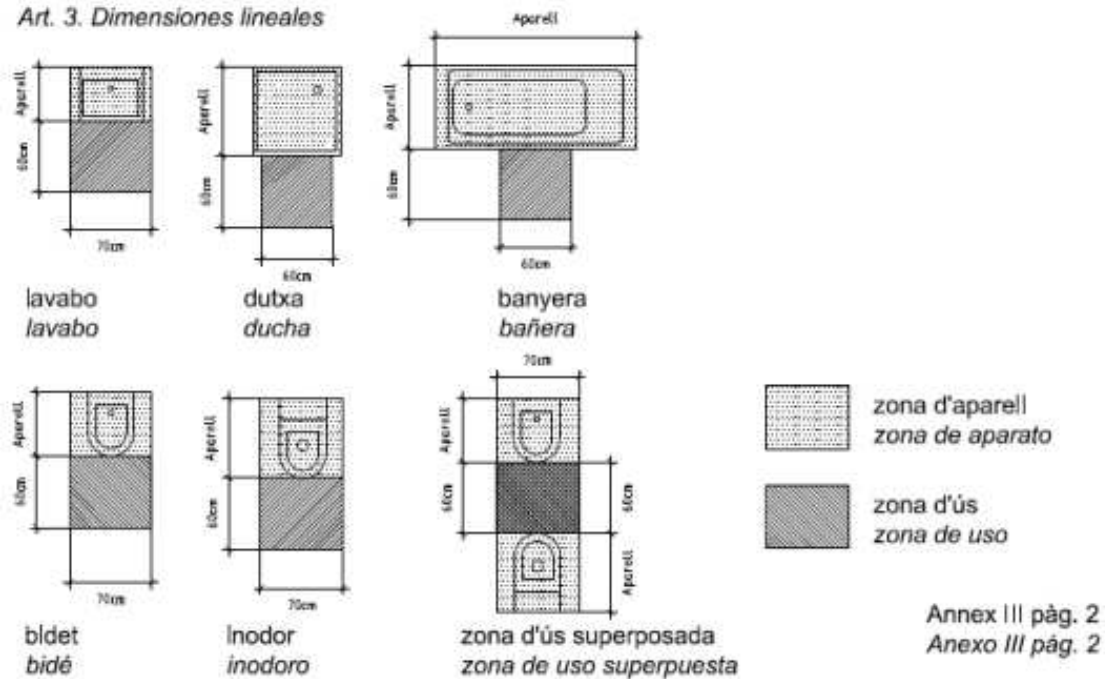 Art. 3. Dimensiones lineales
Aparell
Aparell
60cm
70cm
Aparell
60cm
60cm
Aparell
60cm
60cm
lavabo
lavabo
dutxa
ducha
banyera
bañera
Aparell
60cm
70cm
Aparell
60cm
70cm
70cm
Aparell
60cm
60cm
Aparell
zona d'aparell
zona de aparato
zona d'ús
zona de uso
bIdet
bidé
Inodor
inodoro
zona d'ús superposada
zona de uso superpuesta
Annex III pàg. 2
Anexo III pág. 2